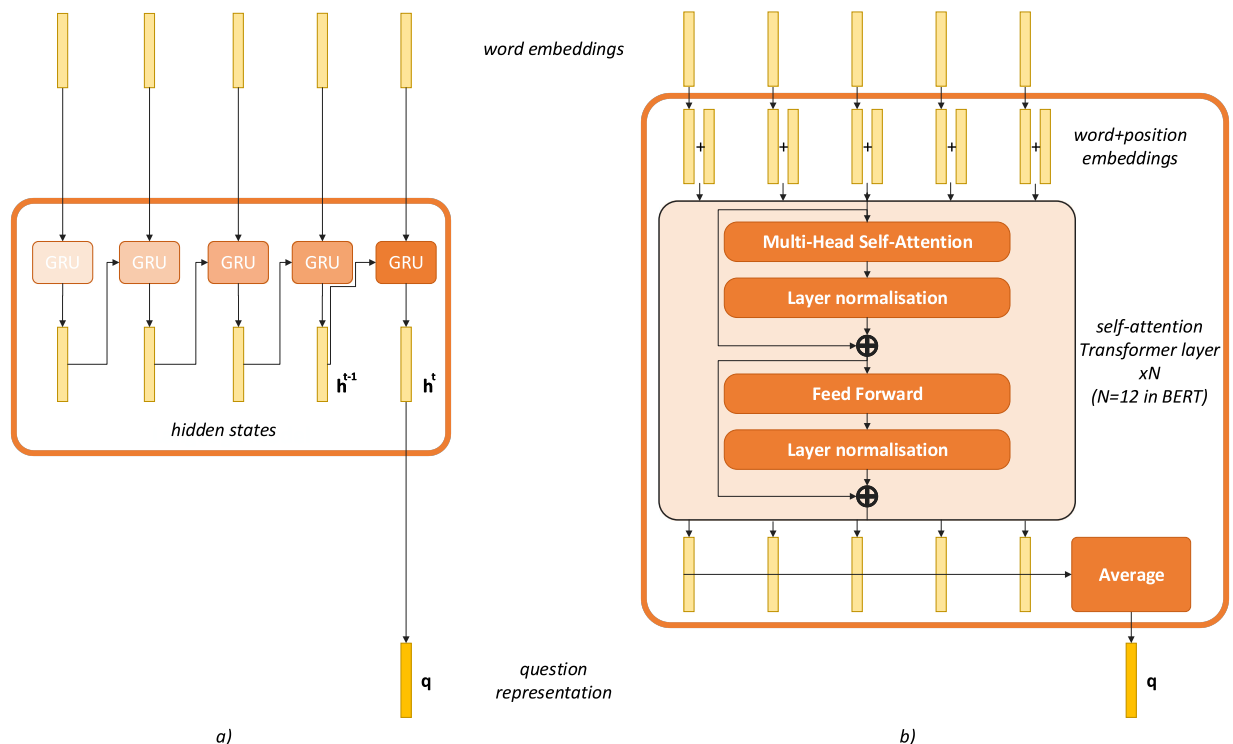 word embeddings
GRU
GRU
GRU
GRU
GRU
h^t-1
h^t
hidden states
q
a)
+
+
+
+
+
word+position
embeddings
Multi-Head Self-Attention
Layer normalisation
Feed Forward
Layer normalisation
self-attention
Transformer layer
xN
(N=12 in BERT)
Average
question
representation
q
b)